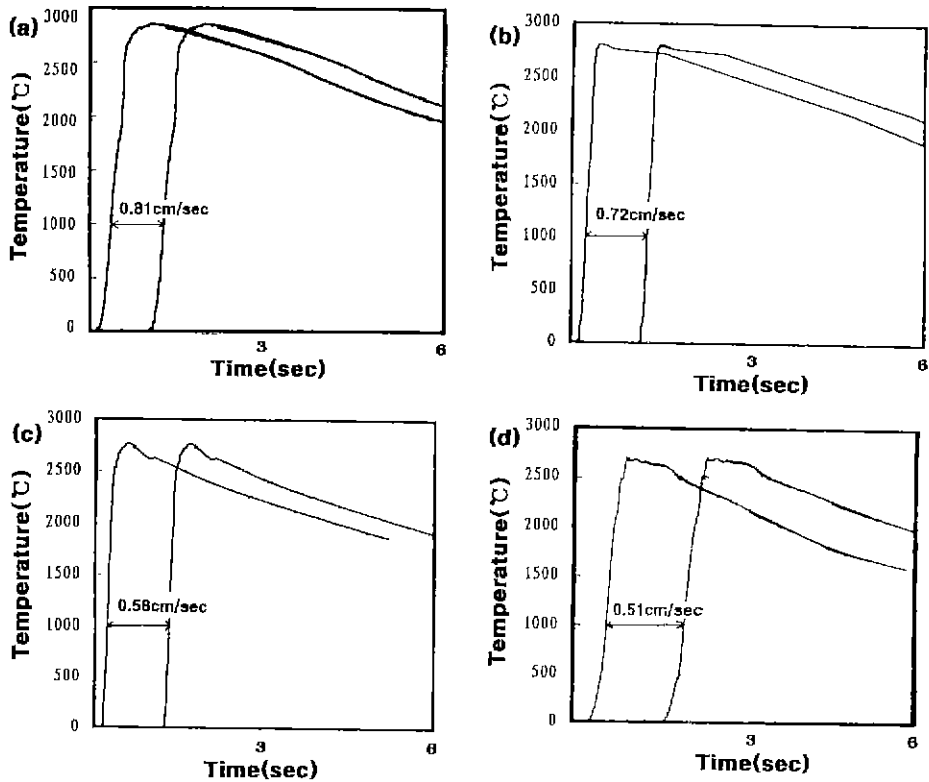 (a)
Temperature(℃)
3000
2500
2000
1500
1000
500
0
0.81cm/sec
3
6
Time(sec)
(b)
Temperature(℃)
3000
2500
2000
1500
1000
500
0
0.72cm/sec
3
6
Time(sec)
(c)
Temperature(℃)
3000
2500
2000
1500
1000
500
0
0.58cm/sec
3
6
Time(sec)
(d)
Temperature(℃)
3000
2500
2000
1500
1000
500
0
0.51cm/sec
3
6
Time(sec)